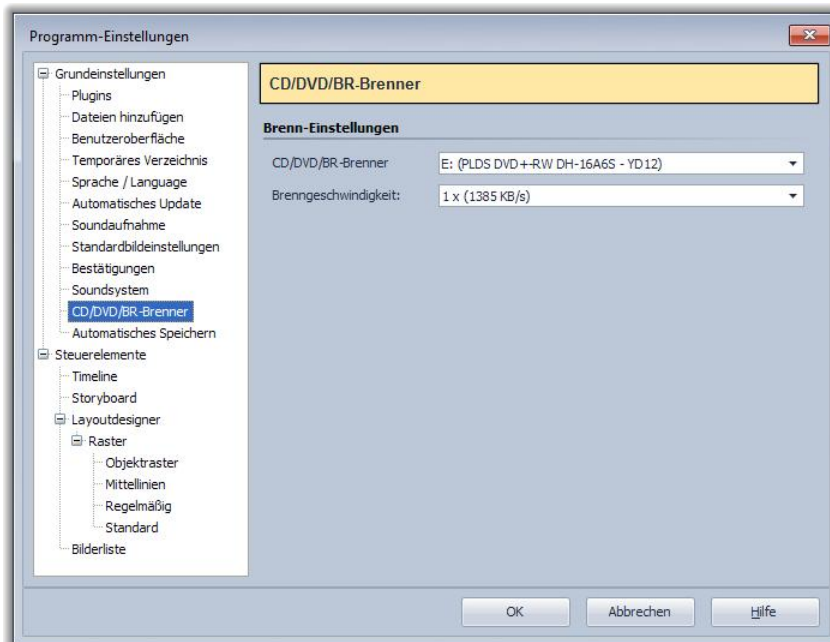 Programm-Einstellungen
Grundeinstellungen
Plugins
Dateien hinzufügen
Benutzeroberfläche
Temporäres Verzeichnis
Sprache / Language
Automatisches Update
Soundaufnahme
Standardbildeinstellungen
Bestätigungen
Soundsystem
CD/DVD/BR-Brenner
Automatisches Speichern
Steuerelemente
Timeline
Storyboard
Layoutdesigner
Raster
Objektraster
Mittellinien
Regelmäßig
Standard
Bilderliste
CD/DVD/BR-Brenner
Brenn-Einstellungen
CD/DVD/BR-Brenner E: (PLDS DVD+-RW DH-16A6S - YD12)
Brenngeschwindigkeit: 1 x (1385 KB/s)
OK Abbrechen Hilfe